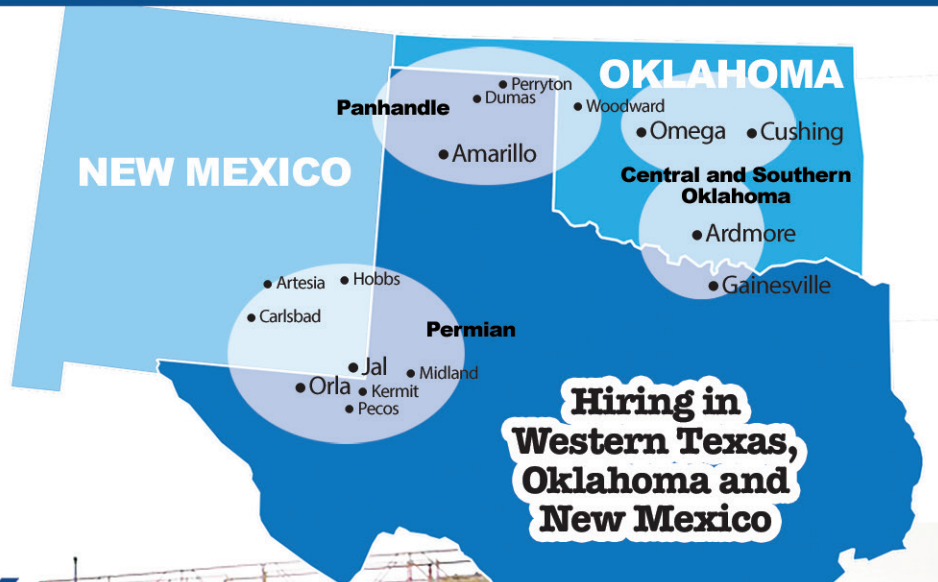 OKLAHOMA
Perryton
Dumas
Panhandle
Woodward
Omega
Cushing
Amarillo
NEW MEXICO
Central and Southern
Oklahoma
Ardmore
Gainesville
Artesia
Hobbs
Carlsbad
Permian
Jal
Midland
Orla
Kermit
Pecos
Hiring in
Western Texas,
Oklahoma and
New Mexico